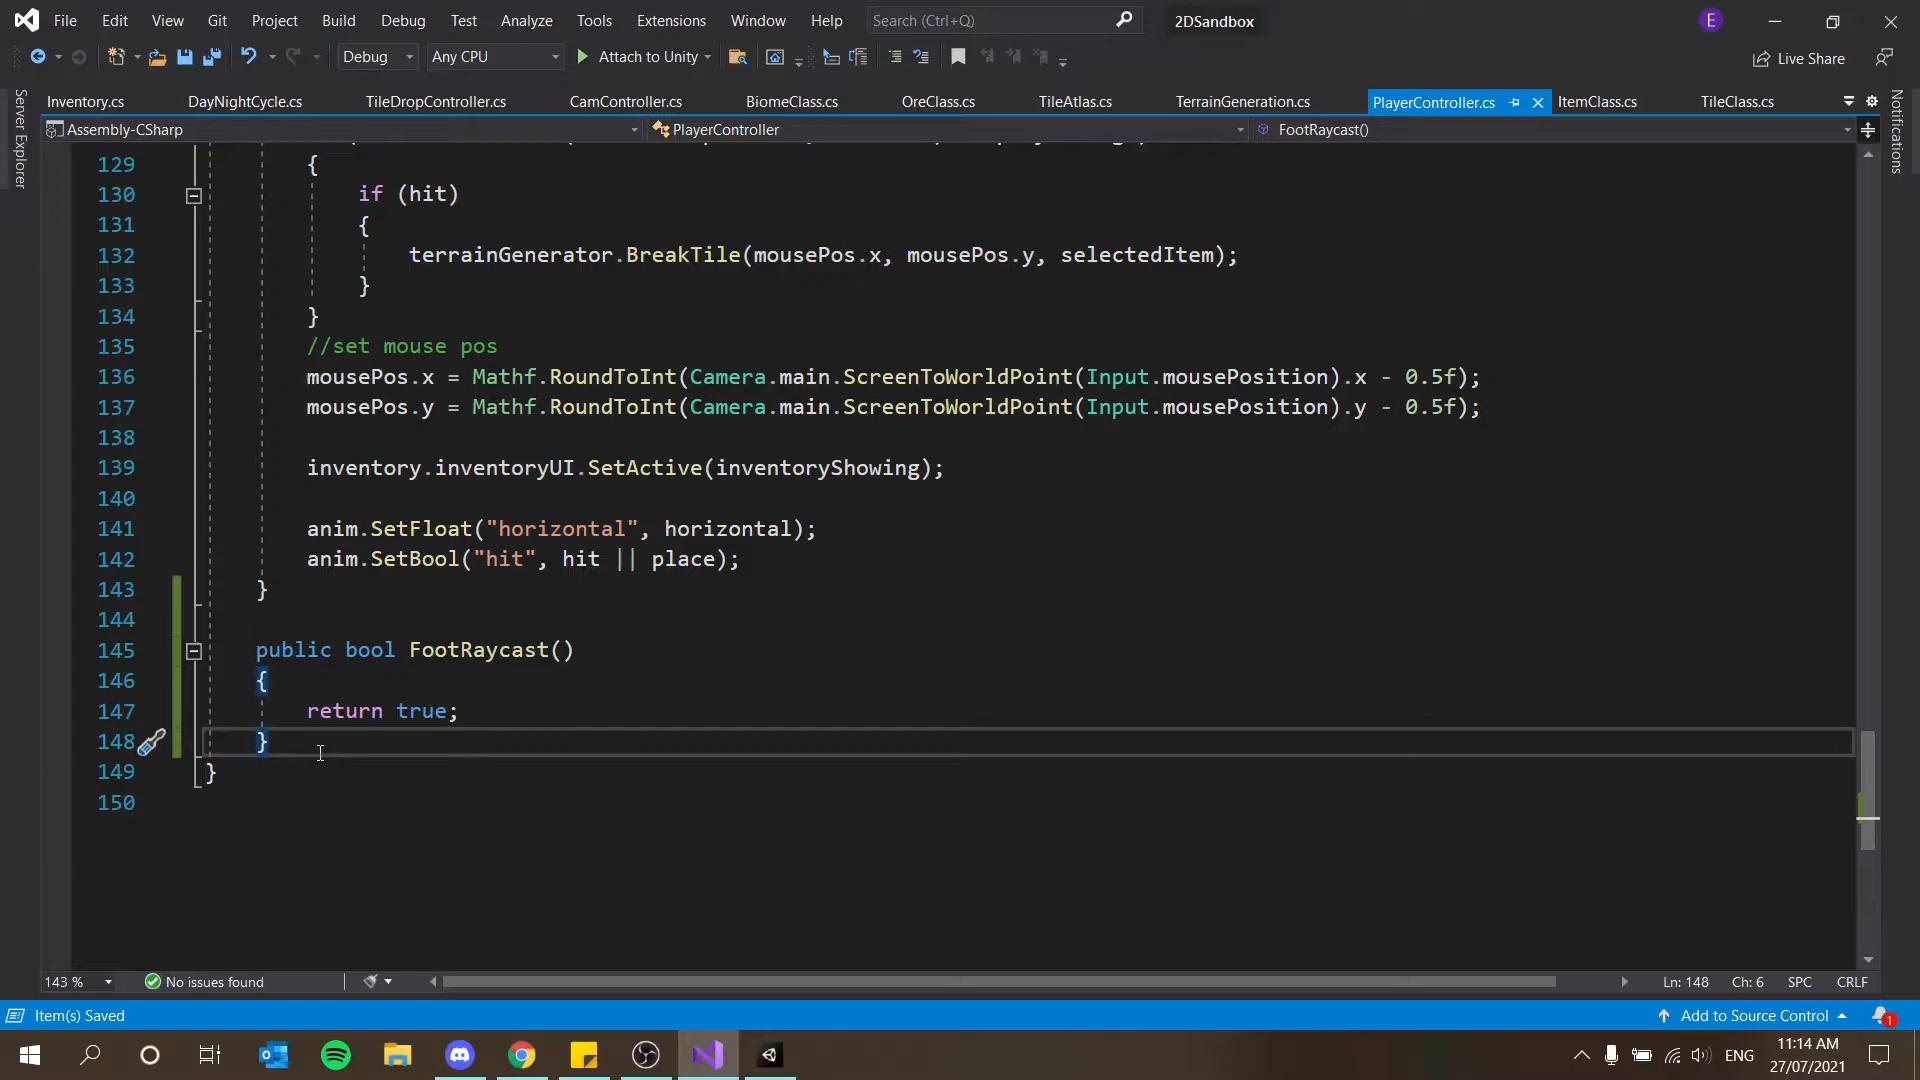 File Edit View Git Project Build Debug Test Analyze Tools Extensions Window Help Search (Ctrl+Q) 2DSandbox E
Debug Any CPU Attach to Unity Live Share
Server Explorer
Inventory.cs DayNightCycle.cs TileDropController.cs CamController.cs BiomeClass.cs OreClass.cs TileAtlas.cs TerrainGeneration.cs PlayerController.cs ItemClass.cs TileClass.cs
Notifications
Assembly-CSharp PlayerController FootRaycast()
129 {
130 if (hit)
131 {
132 terrainGenerator.BreakTile(mousePos.x, mousePos.y, selectedItem);
133 }
134 }
135 //set mouse pos
136 mousePos.x = Mathf.RoundToInt(Camera.main.ScreenToWorldPoint(Input.mousePosition).x - 0.5f);
137 mousePos.y = Mathf.RoundToInt(Camera.main.ScreenToWorldPoint(Input.mousePosition).y - 0.5f);
138
139 inventory.inventoryUI.SetActive(inventoryShowing);
140
141 anim.SetFloat("horizontal", horizontal);
142 anim.SetBool("hit", hit || place);
143 }
144
145 public bool FootRaycast()
146 {
147 return true;
148 }
149 }
150
143 % No issues found Ln: 148 Ch: 6 SPC CRLF
Item(s) Saved Add to Source Control 1
ENG 11:14 AM
27/07/2021